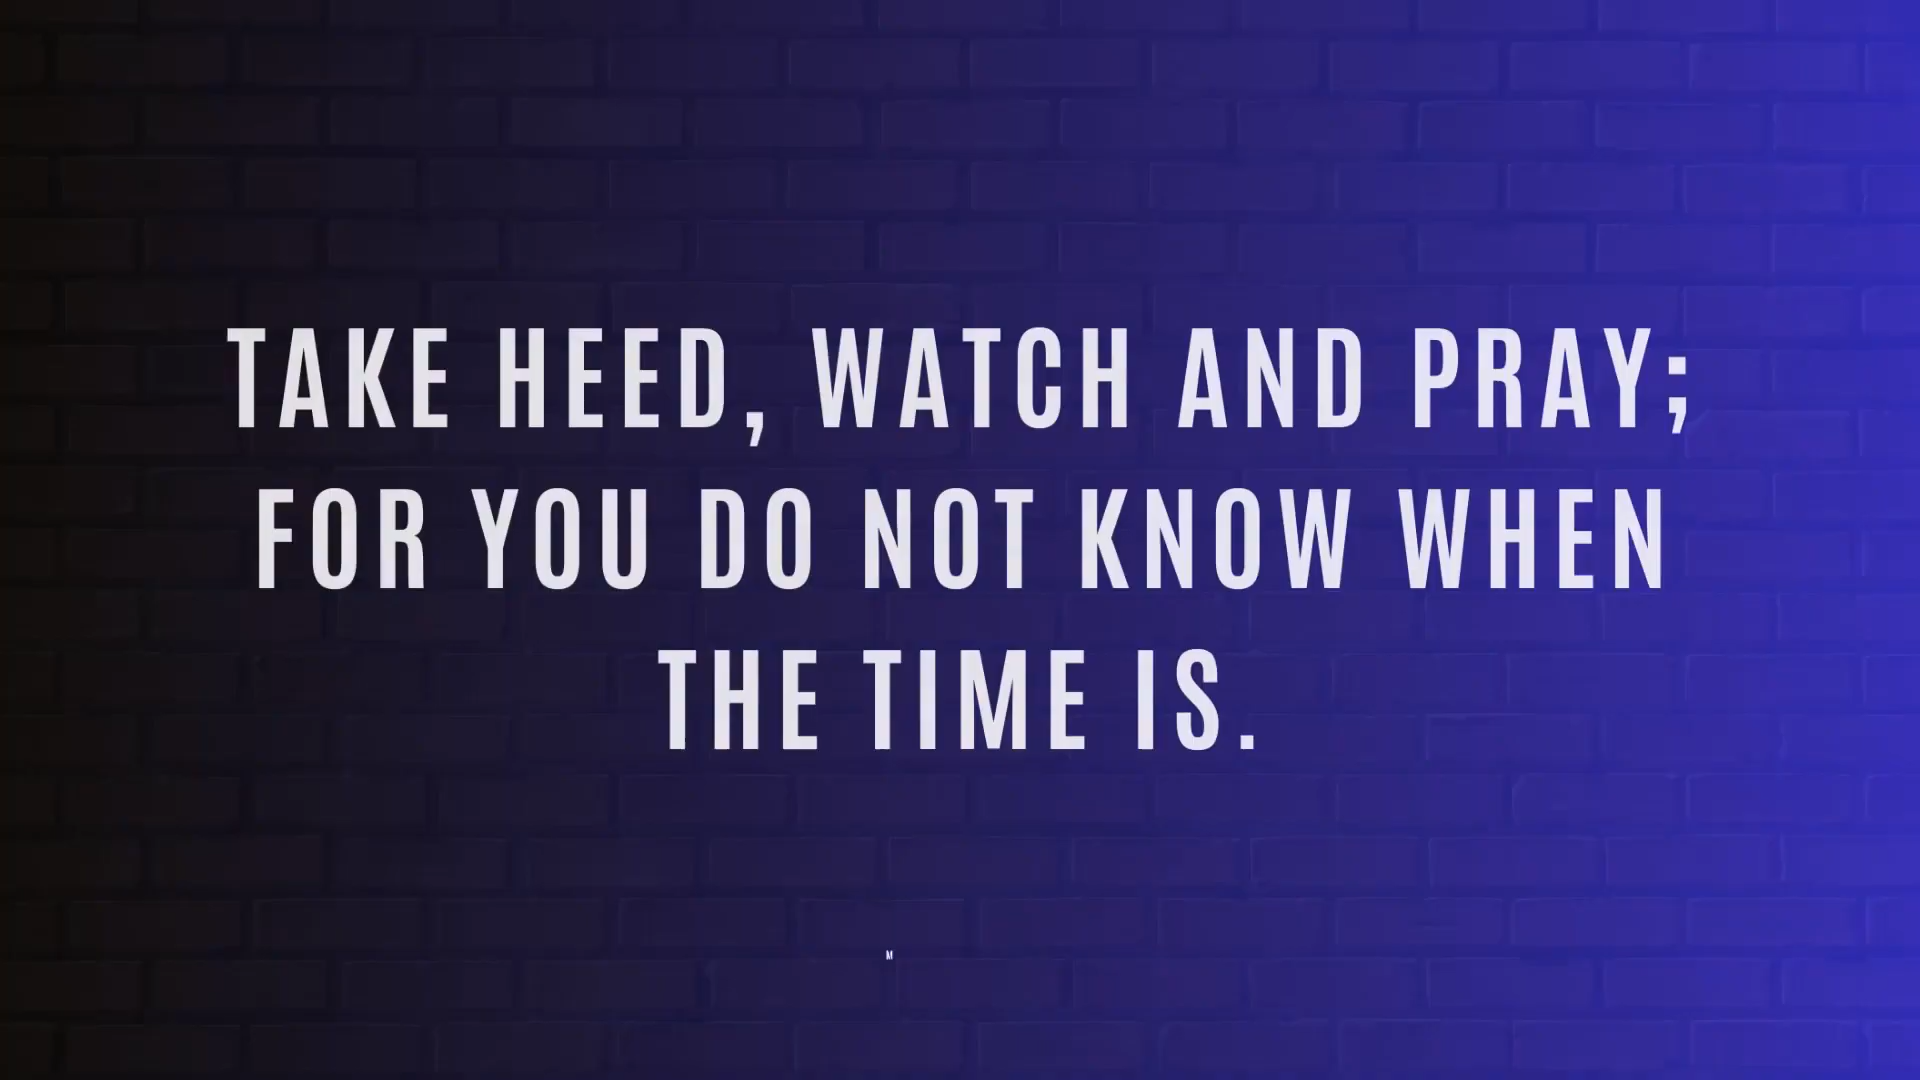 TAKE HEED, WATCH AND PRAY;
FOR YOU DO NOT KNOW WHEN
THE TIME IS.
M